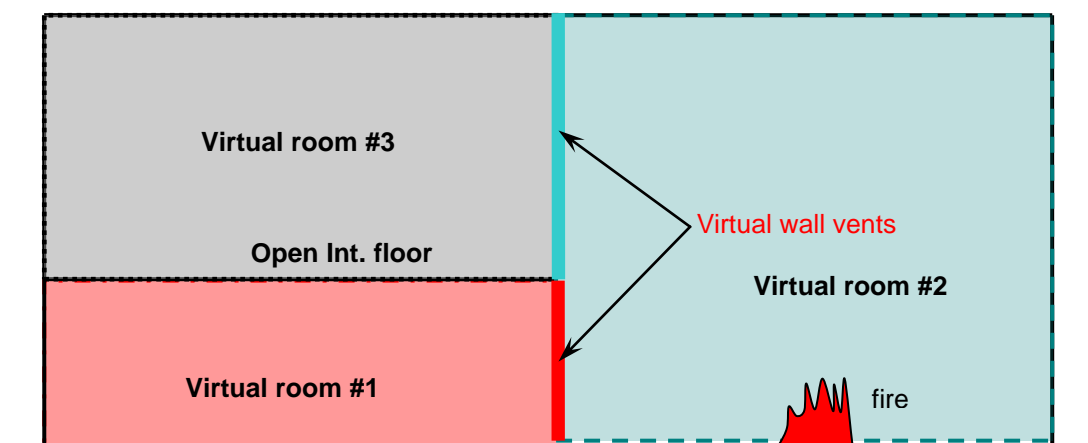 Virtual room #3
Virtual wall vents
Open Int. floor
Virtual room #2
Virtual room #1
fire